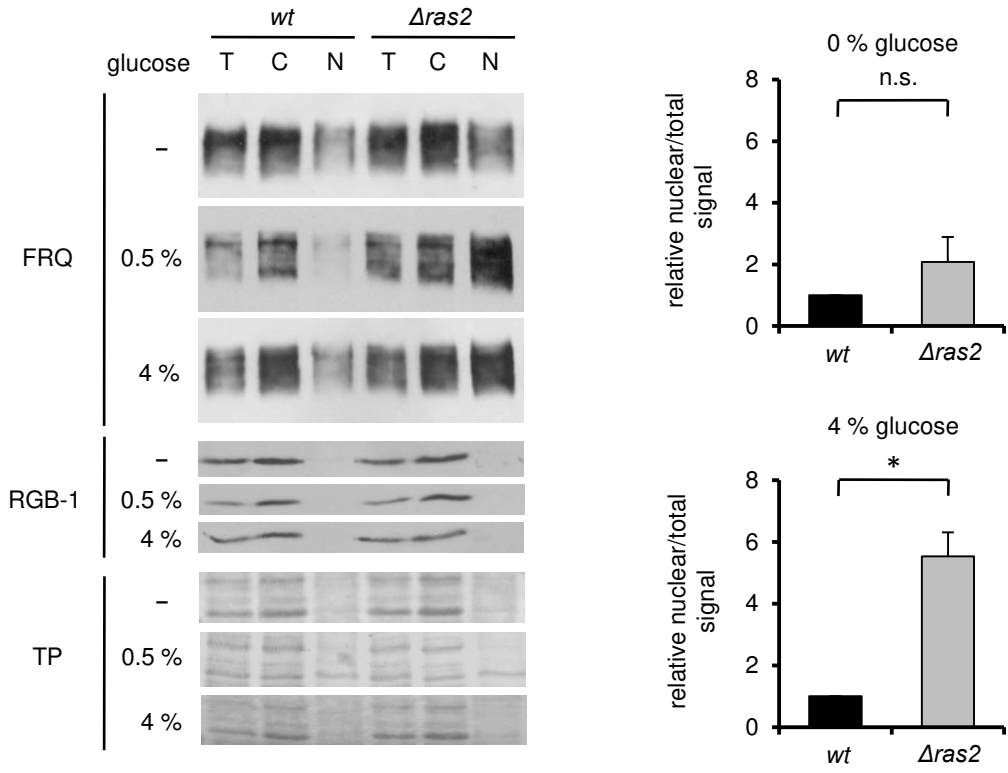 wt Δras2
glucose T C N T C N
FRQ
–
0.5 %
4 %
RGB-1
–
0.5 %
4 %
TP
–
0.5 %
4 %
0 % glucose
n.s.
relative nuclear/total
signal
8
6
4
2
0
wt Δras2
4 % glucose
*
relative nuclear/total
signal
8
6
4
2
0
wt Δras2